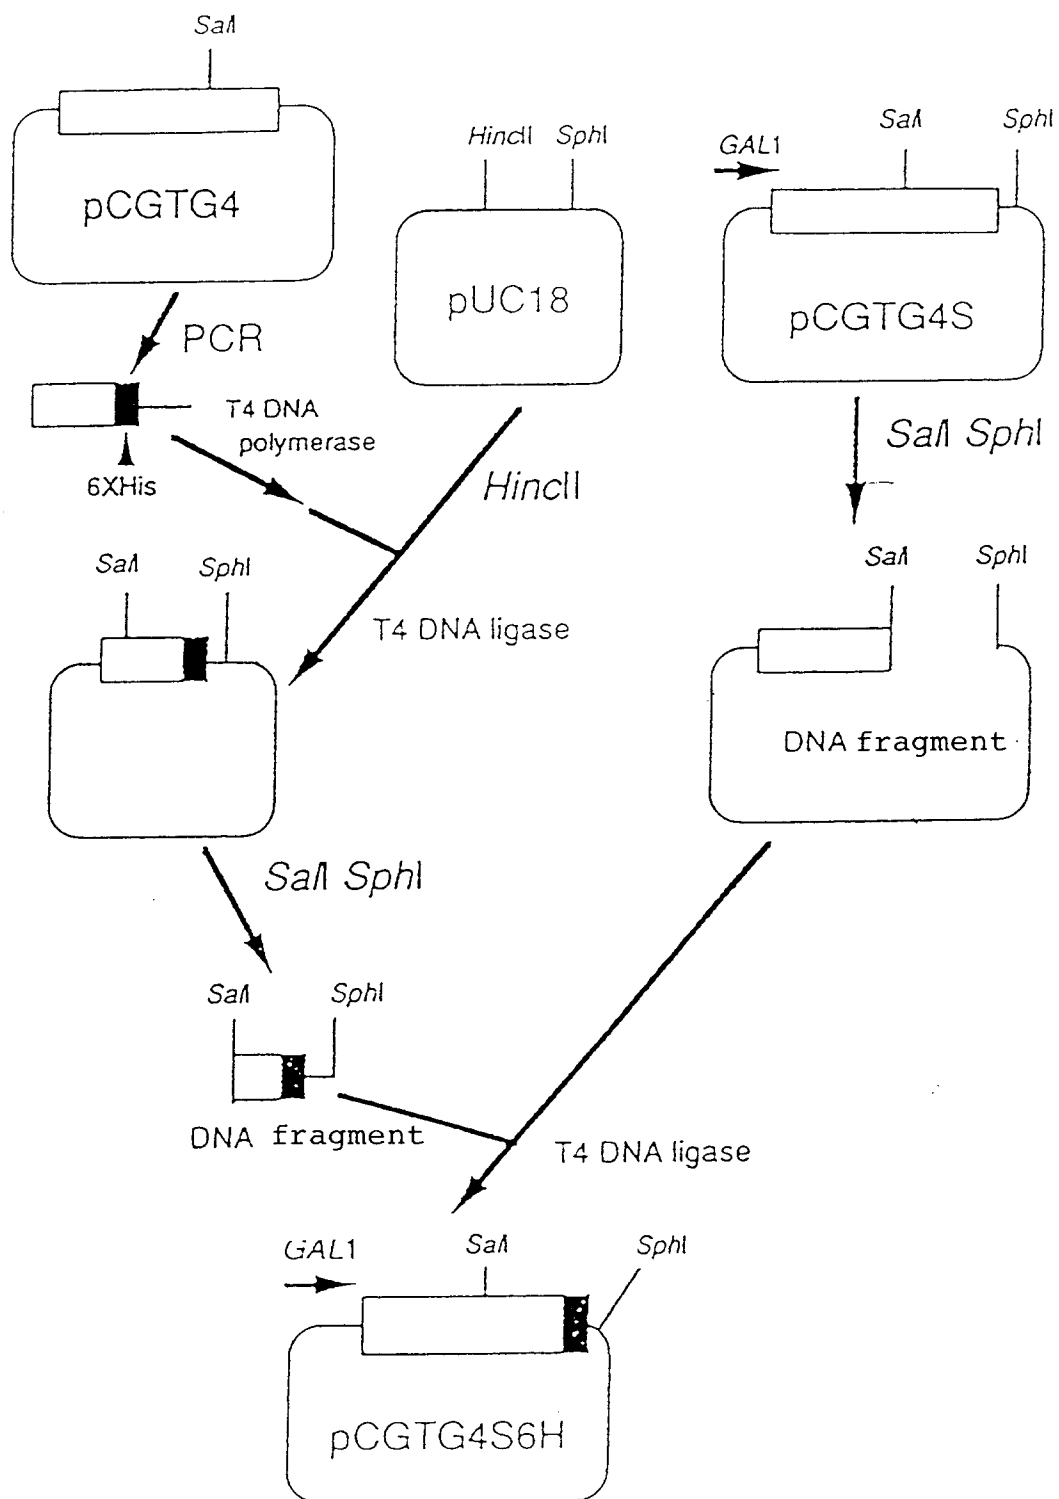 SalI
HincII SphI
GAL1
SalI
SphI
pCGTG4
pUC18
pCGTG4S
PCR
T4 DNA
polymerase
6XHis
HincII
SalI SphI
SalI
SphI
T4 DNA ligase
SalI
SphI
DNA fragment
SalI SphI
SalI
SphI
DNA fragment
T4 DNA ligase
GAL1
SalI
SphI
pCGTG4S6H